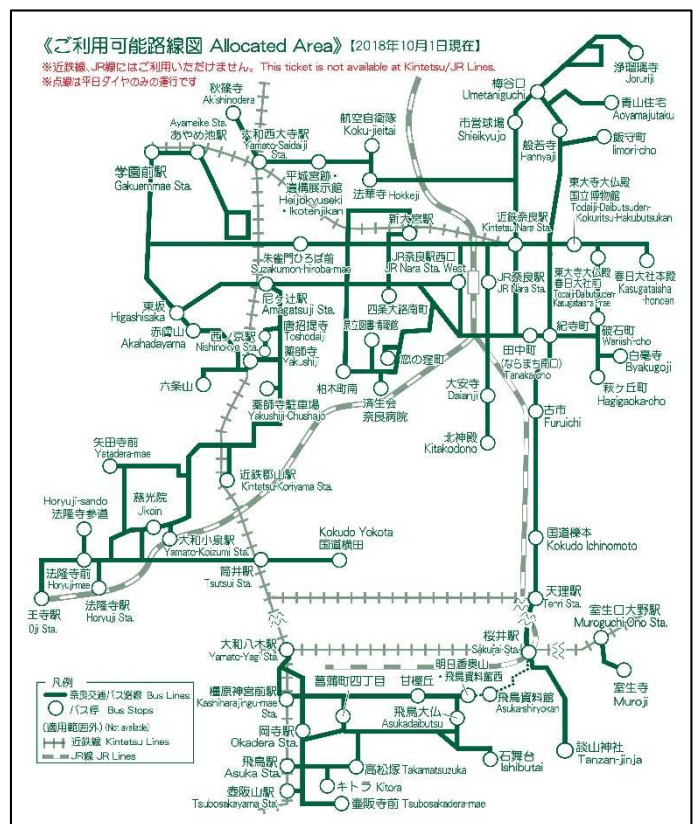 《ご利用可能路線図 Allocated Area》【2018年10月1日現在】
※近鉄線、JR線にはご利用いただけません。This ticket is not available at Kintetsu/JR Lines.
※点線は平日ダイヤのみの運行です
秋篠寺
Akishinodera
Ayameike Sta.
あやめ池駅
大和西大寺駅
Yamato-Saidaiji
Sta.
学園前駅
Gakuemmae Sta.
航空自衛隊
Koku-jieitai
平城宮跡・
遺構展示館
Heijokyuseki
・Ikotenjikan
法華寺 Hokkeji
新大宮駅
梅谷口
Umetaniguchi
浄瑠璃寺
Joruriji
青山住宅
Aoyamajutaku
市営球場
Shieikyujo
般若寺
Hannyaji
飯守町
Iimori-cho
近鉄奈良駅
Kintetsu-Nara Sta.
東大寺大仏殿
国立博物館
Todaiji-Daibutsuden・
Kokuritsu-Hakubutsukan
朱雀門ひろば前
Suzakumon-hiroba-mae
JR奈良駅西口
JR Nara Sta. West
JR奈良駅
JR Nara Sta.
東大寺大仏殿
春日大社前
春日大社本殿
Kasugataisha-
honden
東坂
Higashisaka
尼ヶ辻駅
Amagatsuji Sta.
四条大路南町
赤膚山
Akahadayama
西ノ京駅
Nishinokyo Sta.
唐招提寺
Toshodaiji
薬師寺
Yakushiji
県立図書情報館
恋の窪町
田中町
(ならまち南口)
Tanaka-cho
紀寺町
破石町
Wariishi-cho
白毫寺
Byakugoji
六条山
薬師寺駐車場
Yakushiji-Chushajo
柏木町南
済生会
奈良病院
大安寺
Daianji
萩ヶ丘町
Hagigaoka-cho
古市
Furuichi
北神殿
Kitakodono
矢田寺前
Yatadera-mae
近鉄郡山駅
Kintetsu-Koriyama Sta.
Horyuji-sando
法隆寺参道
慈光院
Jikoin
大和小泉駅
Yamato-Koizumi Sta.
Kokudo Yokota
国道横田
国道櫟本
Kokudo Ichinomoto
法隆寺前
Horyuji-mae
法隆寺駅
Horyuji Sta.
筒井駅
Tsutsui Sta.
王寺駅
Oji Sta.
天理駅
Tenri Sta.
室生口大野駅
Muroguchi-Ono Sta.
大和八木駅
Yamato-Yagi Sta.
桜井駅
Sakurai Sta.
明日香奥山
・飛鳥資料館西
室生寺
Muroji
橿原神宮前駅
Kashiharajingu-mae
Sta.
菖蒲町四丁目
甘樫丘
飛鳥資料館
Asukashiryokan
岡寺駅
Okadera Sta.
飛鳥大仏
Asukadaibutsu
石舞台
Ishibutai
談山神社
Tanzan-jinja
飛鳥駅
Asuka Sta.
高松塚 Takamatsuzuka
キトラ Kitora
壺阪山駅
Tsubosakayama Sta.
壷阪寺前 Tsubosakadera-mae
凡例
奈良交通バス路線 Bus Lines
バス停 Bus Stops
(適用範囲外) (Not available)
近鉄線 Kintetsu Lines
JR線 JR Lines